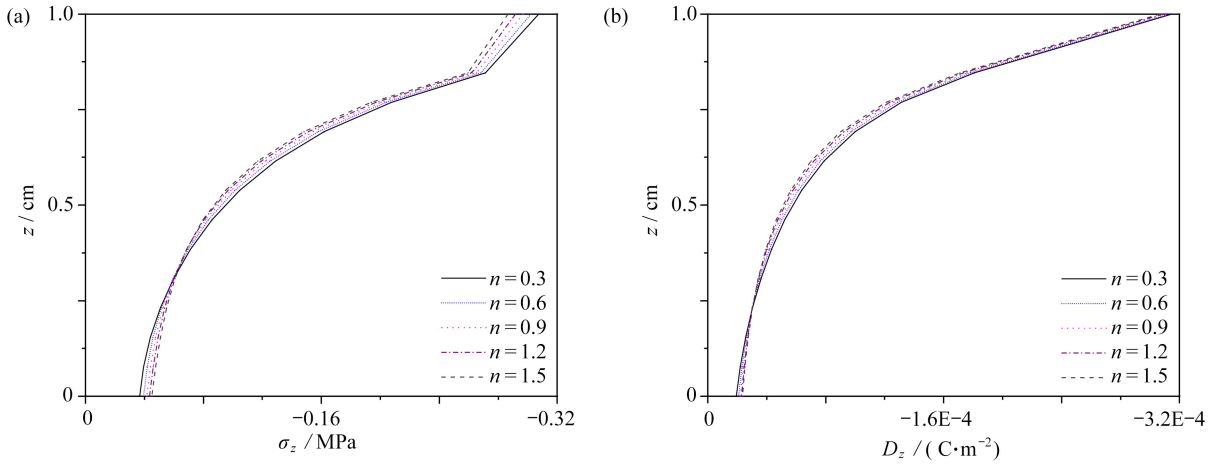 (a)
1.0
0.5
0
z / cm
n = 0.3
n = 0.6
n = 0.9
n = 1.2
n = 1.5
0
−0.16
−0.32
σz / MPa
(b)
1.0
0.5
0
z / cm
n = 0.3
n = 0.6
n = 0.9
n = 1.2
n = 1.5
0
−1.6E−4
−3.2E−4
Dz / ( C·m−2)